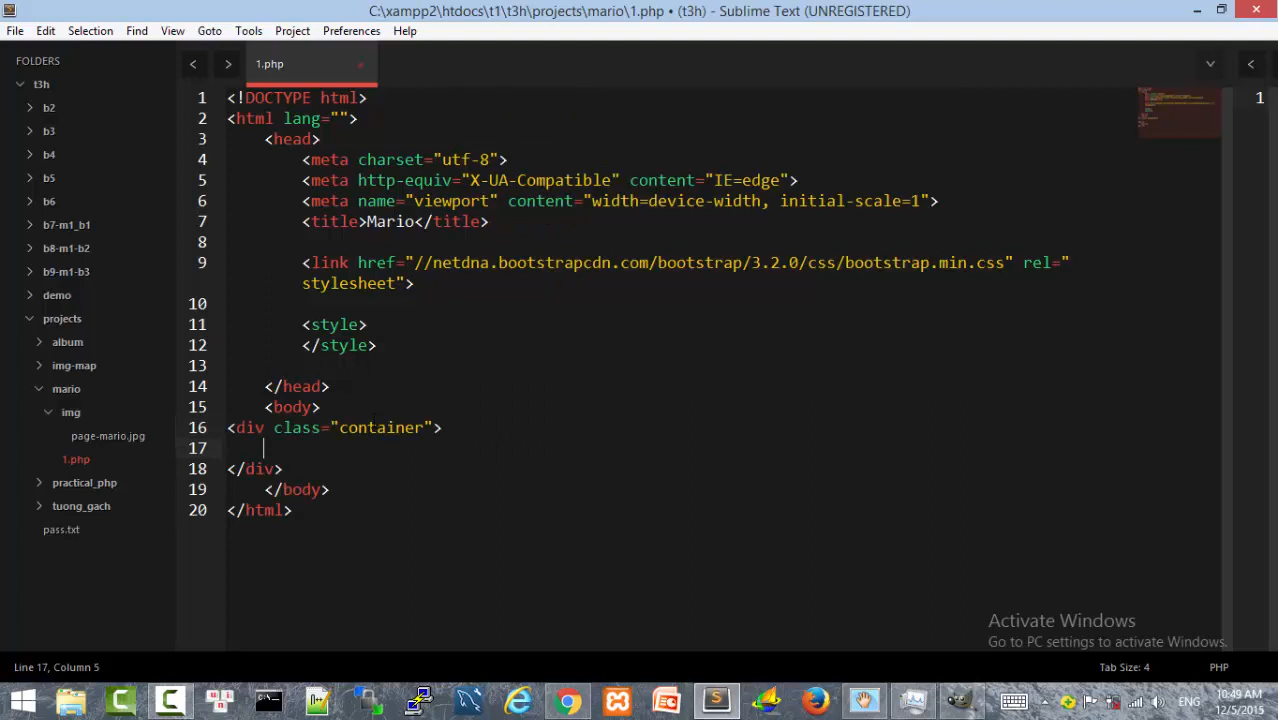 C:\xampp2\htdocs\t1\t3h\projects\mario\1.php • (t3h) - Sublime Text (UNREGISTERED)
File Edit Selection Find View Goto Tools Project Preferences Help
FOLDERS
t3h
b2
b3
b4
b5
b6
b7-m1_b1
b8-m1-b2
b9-m1-b3
demo
projects
album
img-map
mario
img
page-mario.jpg
1.php
practical_php
tuong_gach
pass.txt
1.php
1 <!DOCTYPE html>
2 <html lang="">
3 <head>
4 <meta charset="utf-8">
5 <meta http-equiv="X-UA-Compatible" content="IE=edge">
6 <meta name="viewport" content="width=device-width, initial-scale=1">
7 <title>Mario</title>
8
9 <link href="//netdna.bootstrapcdn.com/bootstrap/3.2.0/css/bootstrap.min.css" rel="
stylesheet">
10
11 <style>
12 </style>
13
14 </head>
15 <body>
16 <div class="container">
17
18 </div>
19 </body>
20 </html>
1
Activate Windows
Go to PC settings to activate Windows.
Line 17, Column 5
Tab Size: 4
PHP
ENG
10:49 AM
12/5/2015